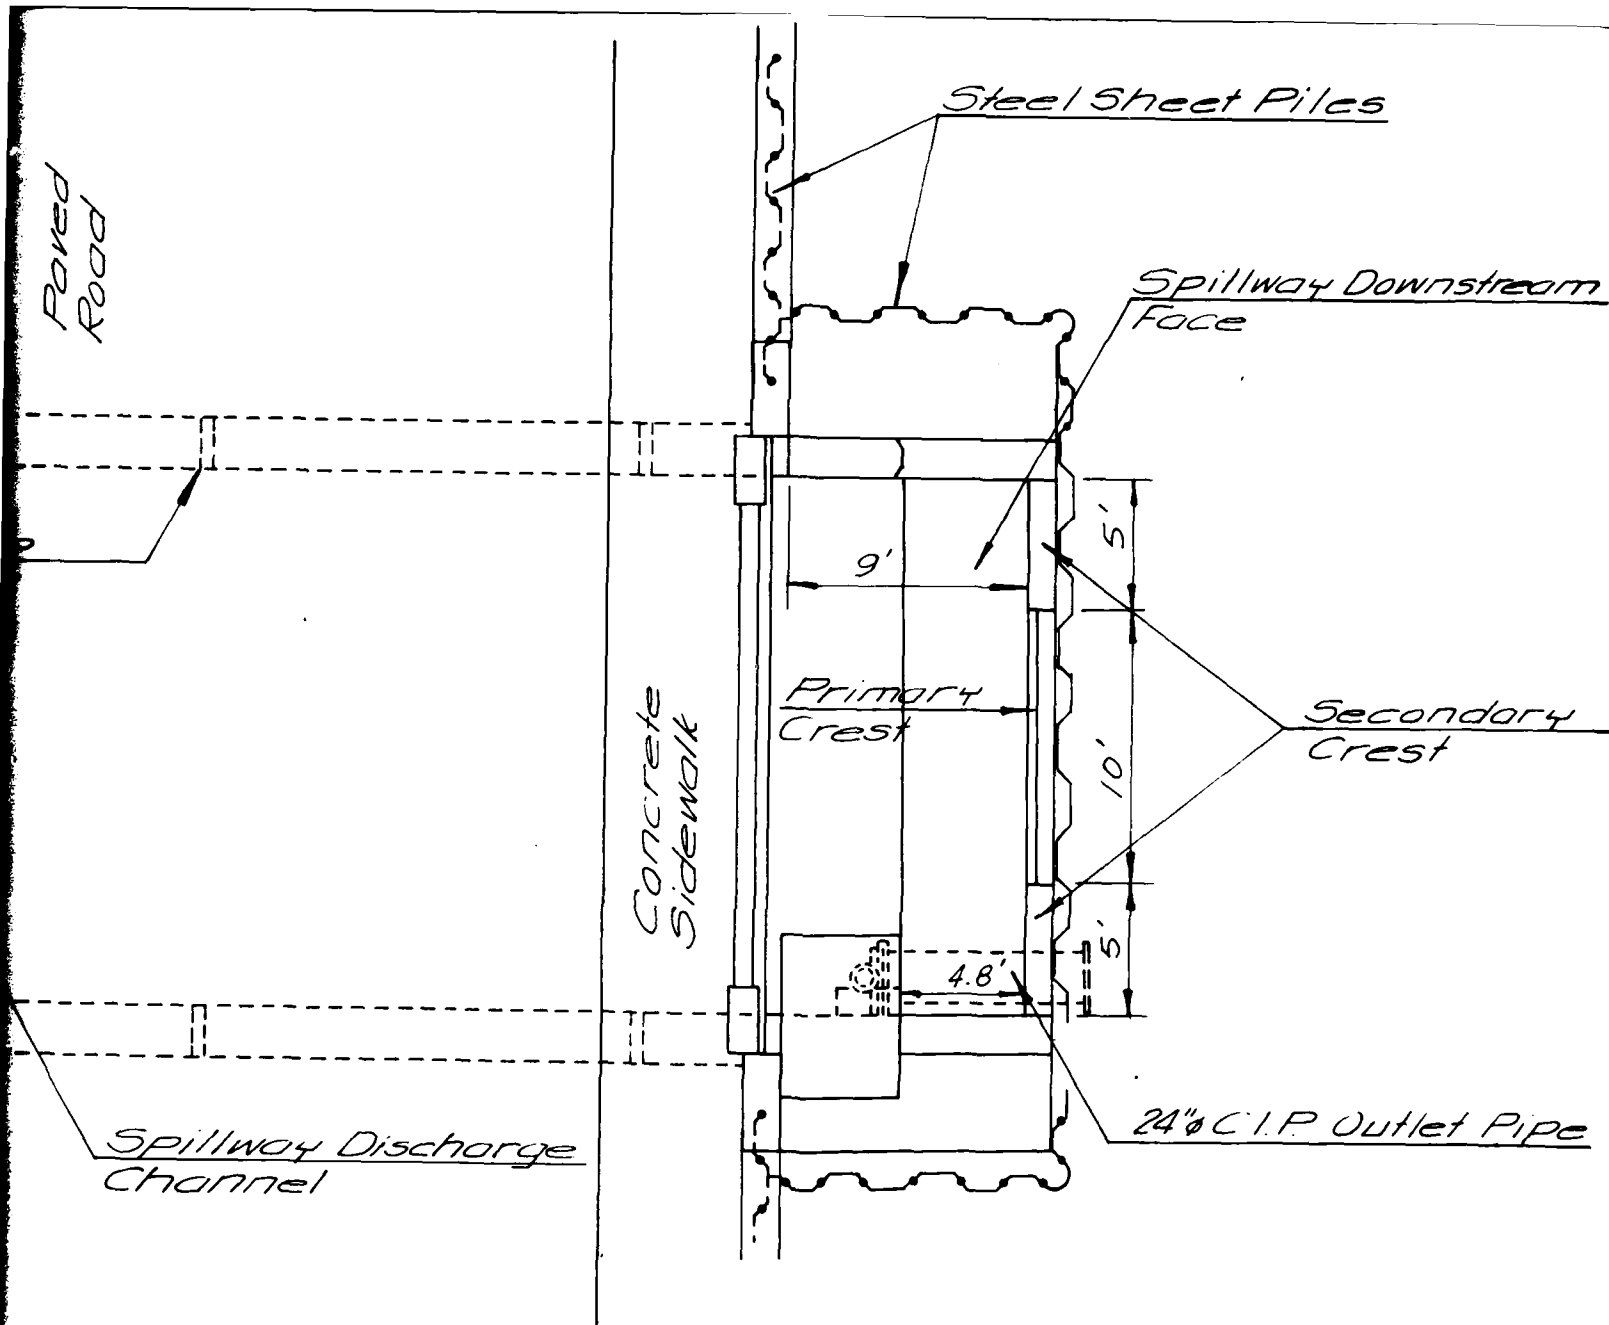 Steel Sheet Piles
Paved
Road
Spillway Downstream
Face
5'
9'
Primary
Crest
Concrete
Sidewalk
10'
Secondary
Crest
5'
4.8'
24"ø C.I.P. Outlet Pipe
Spillway Discharge
Channel